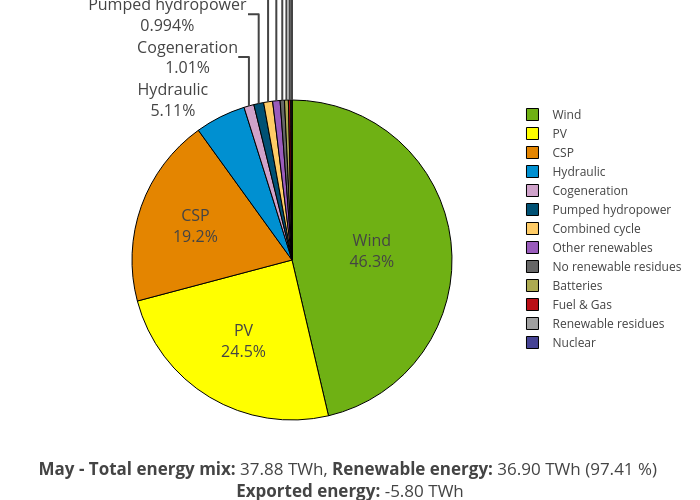 Pumped hydropower
0.994%
Cogeneration
1.01%
Hydraulic
5.11%
CSP
19.2%
Wind
46.3%
PV
24.5%
Wind
PV
CSP
Hydraulic
Cogeneration
Pumped hydropower
Combined cycle
Other renewables
No renewable residues
Batteries
Fuel & Gas
Renewable residues
Nuclear
May - Total energy mix: 37.88 TWh, Renewable energy: 36.90 TWh (97.41 %)
Exported energy: -5.80 TWh